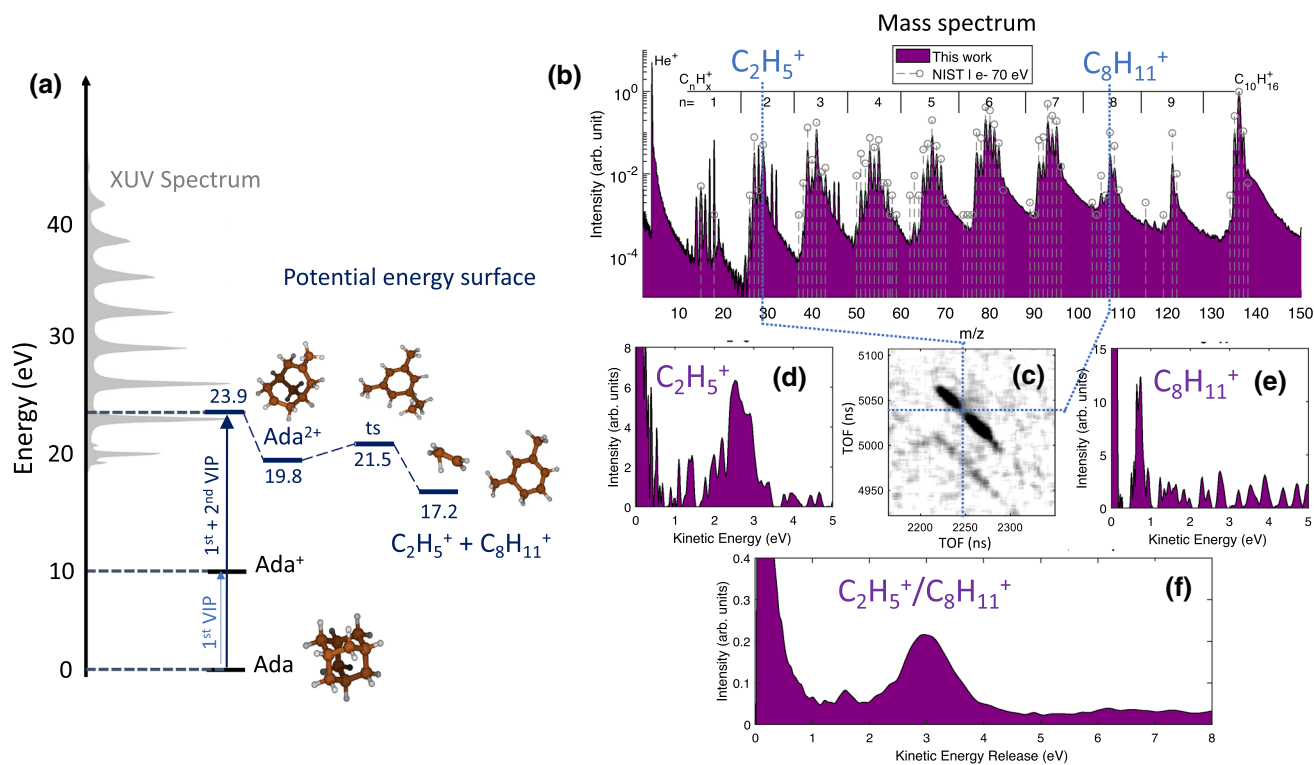 Mass spectrum
(a)
XUV Spectrum
Energy (eV)
40
30
20
10
0
Potential energy surface
23.9
Ada²⁺
19.8
ts
21.5
17.2
C₂H₅⁺ + C₈H₁₁⁺
1ˢᵗ + 2ⁿᵈ VIP
1ˢᵗ VIP
Ada⁺
Ada
(b)
C₂H₅⁺
C₈H₁₁⁺
This work
NIST | e- 70 eV
He⁺
CₙHₓ⁺
n= 1 2 3 4 5 6 7 8 9
C₁₀H₁₆⁺
Intensity (arb. unit)
10⁰
10⁻²
10⁻⁴
10 20 30 40 50 60 70 80 90 100 110 120 130 140 150
m/z
(d)
C₂H₅⁺
Intensity (arb. units)
8
6
4
2
0
0 1 2 3 4 5
Kinetic Energy (eV)
(c)
TOF (ns)
5100
5050
5000
4950
2200 2250 2300
TOF (ns)
(e)
C₈H₁₁⁺
Intensity (arb. units)
15
10
5
0
0 1 2 3 4 5
Kinetic Energy (eV)
(f)
C₂H₅⁺/C₈H₁₁⁺
Intensity (arb. units)
0.4
0.3
0.2
0.1
0
0 1 2 3 4 5 6 7 8
Kinetic Energy Release (eV)